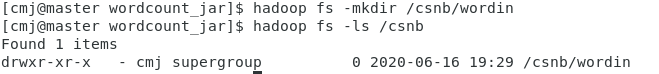 [cmj@master wordcount_jar]$ hadoop fs -mkdir /csnb/wordin
[cmj@master wordcount_jar]$ hadoop fs -ls /csnb
Found 1 items
drwxr-xr-x   - cmj supergroup          0 2020-06-16 19:29 /csnb/wordin